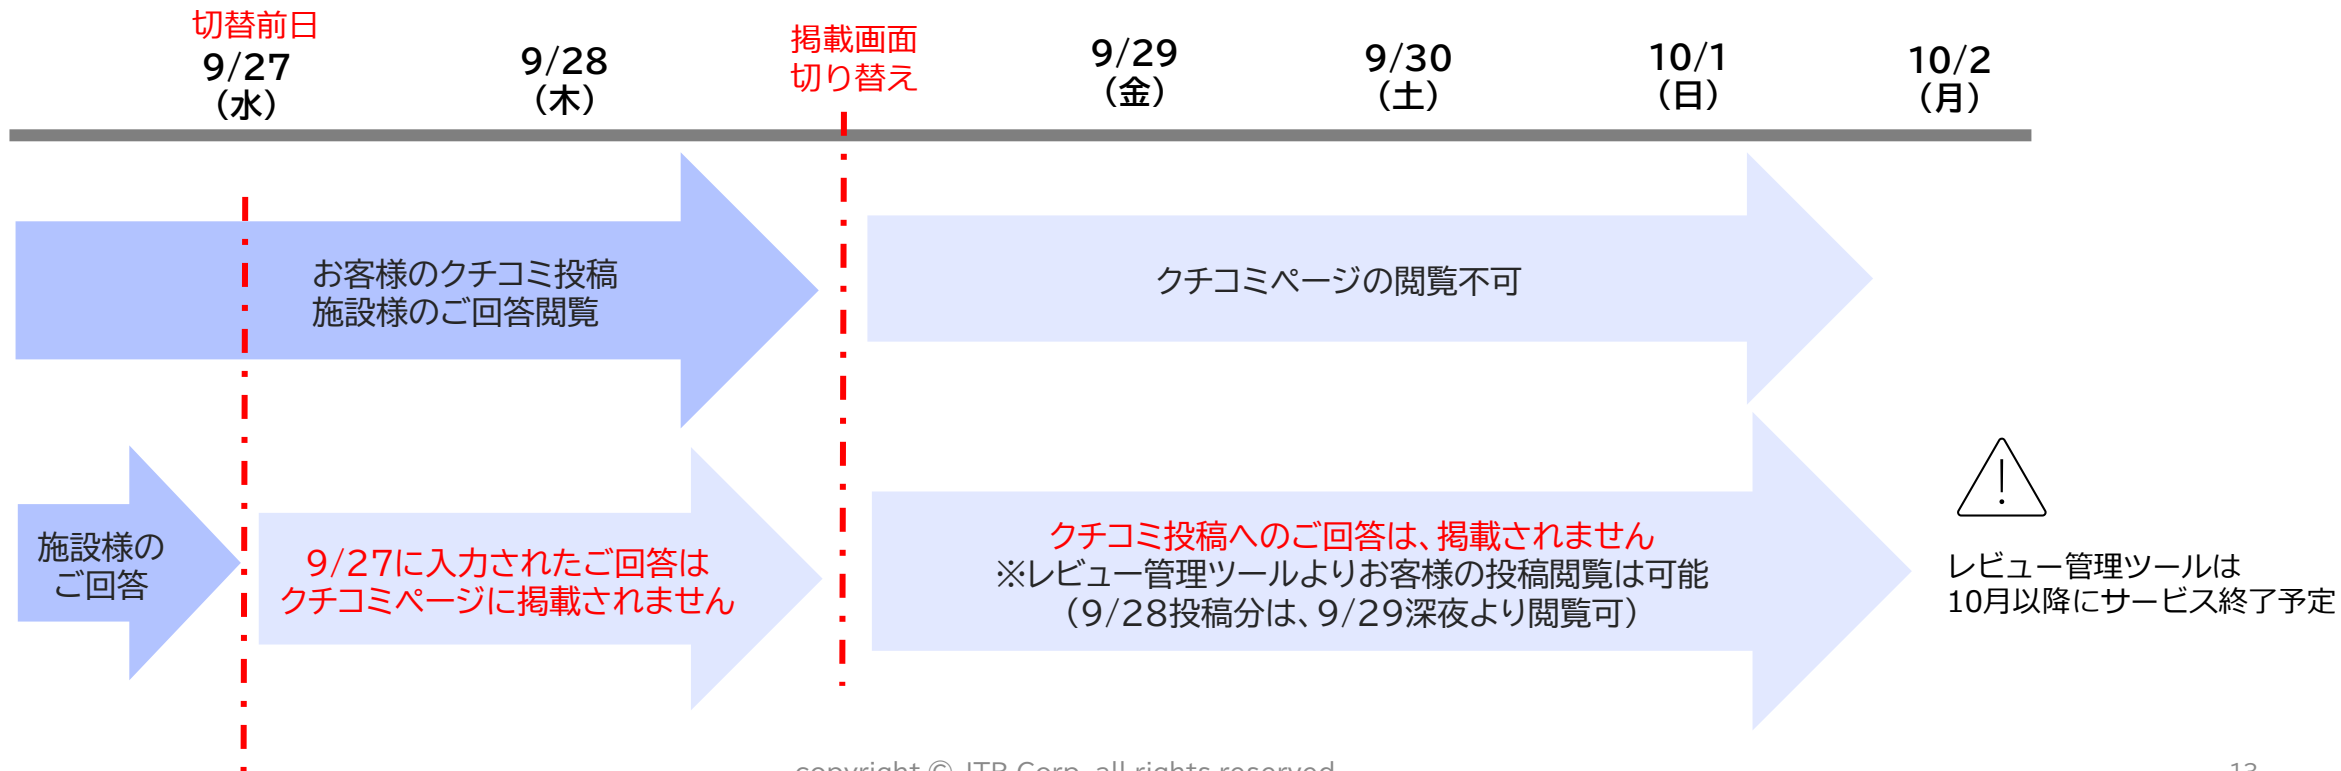 切替前日
9/27
(水)
9/28
(木)
掲載画面
切り替え
9/29
(金)
9/30
(土)
10/1
(日)
10/2
(月)
お客様のクチコミ投稿
施設様のご回答閲覧
クチコミページの閲覧不可
施設様の
ご回答
9/27に入力されたご回答は
クチコミページに掲載されません
クチコミ投稿へのご回答は、掲載されません
※レビュー管理ツールよりお客様の投稿閲覧は可能
(9/28投稿分は、9/29深夜より閲覧可)
レビュー管理ツールは
10月以降にサービス終了予定
copyright © JTB Corp. all rights reserved
13